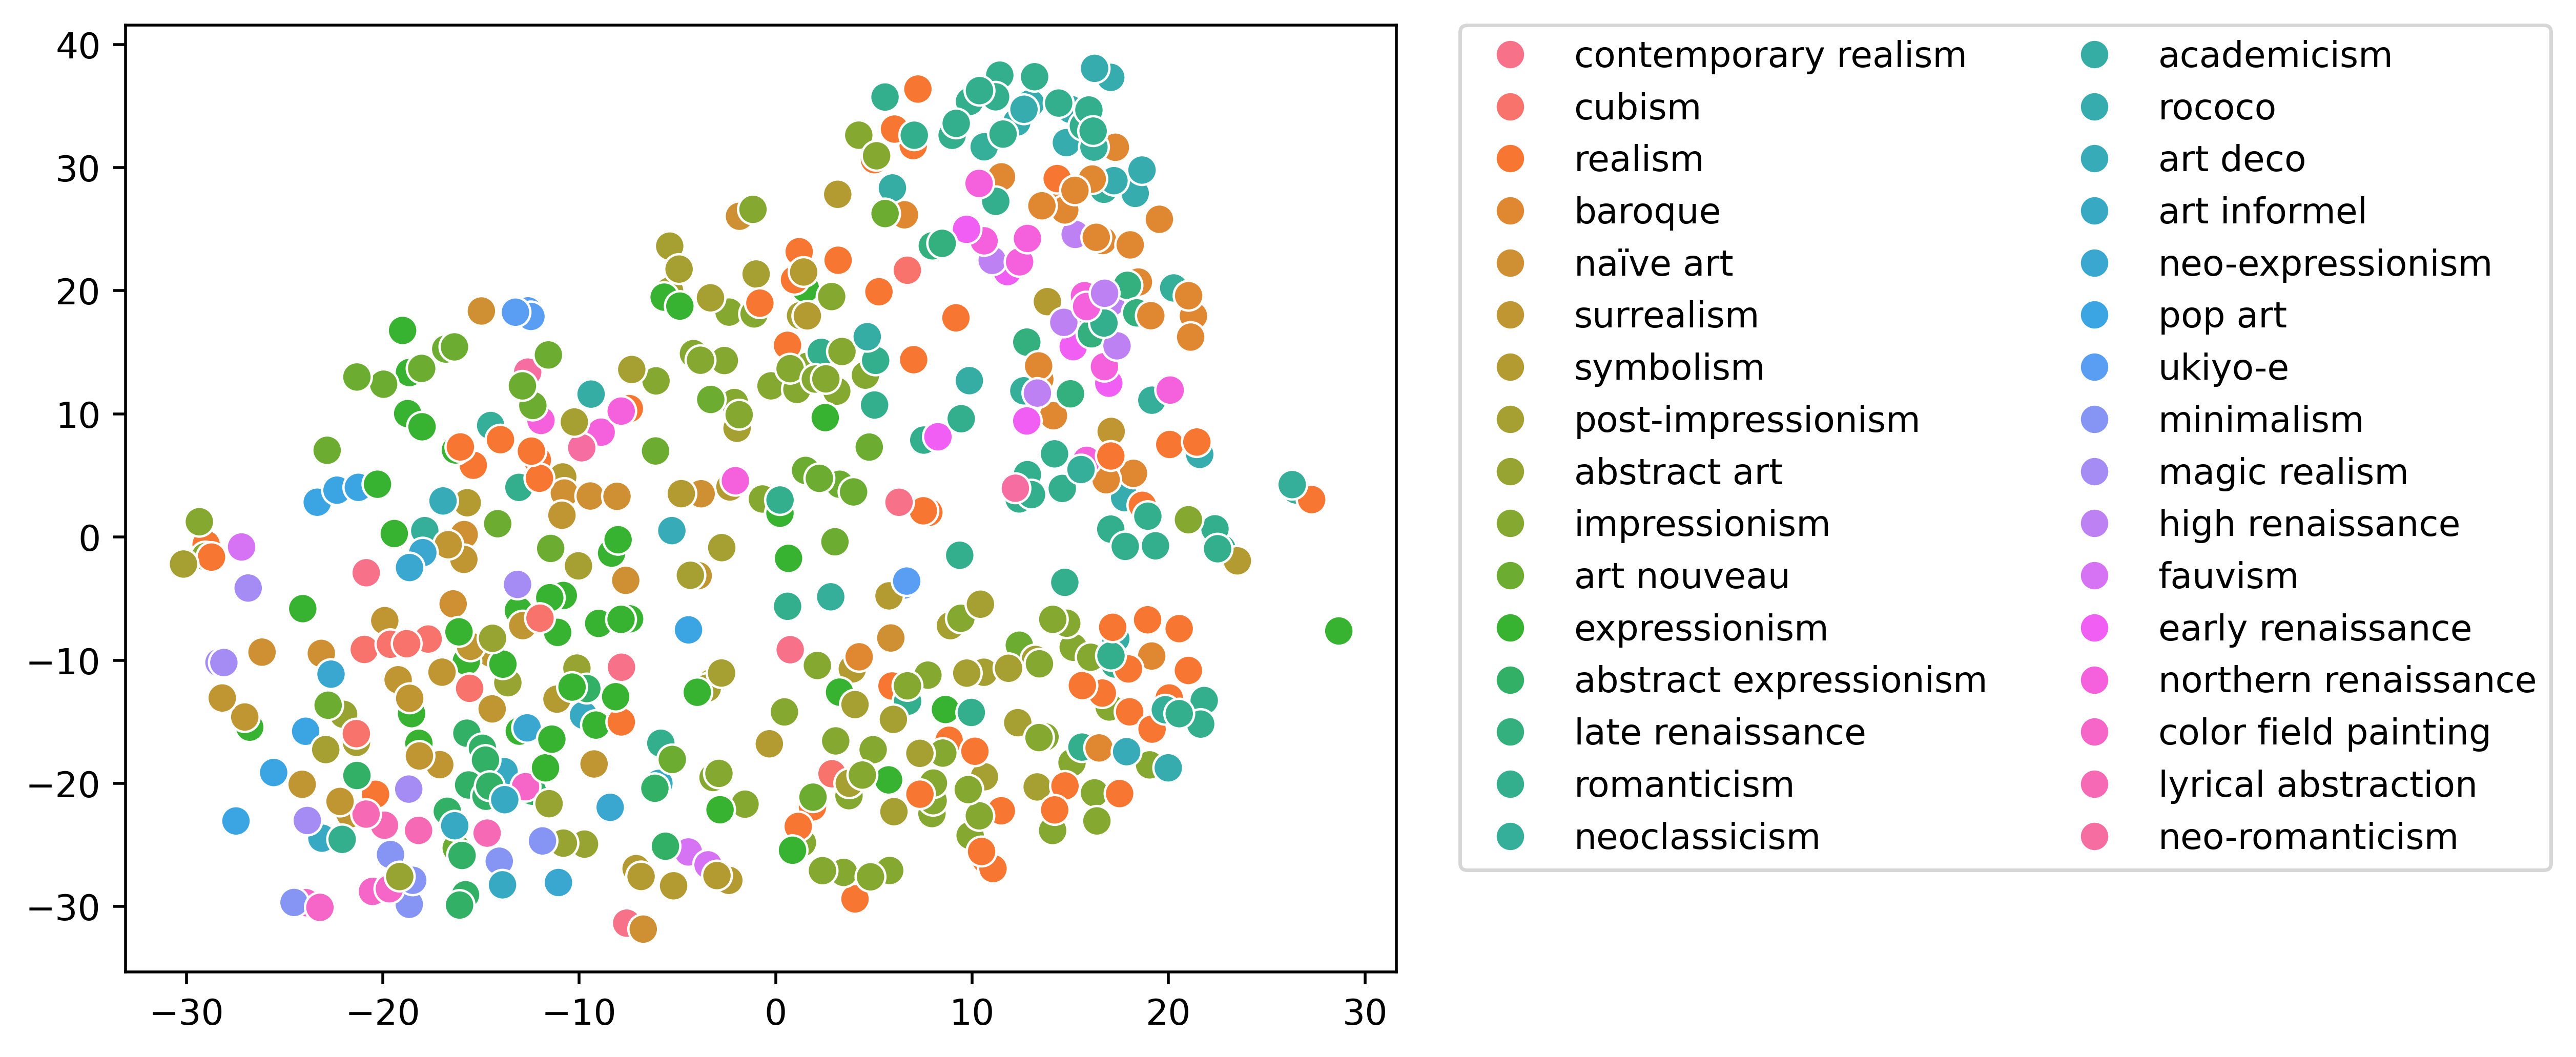 40
30
20
10
0
−10
−20
−30
−30 −20 −10 0 10 20 30
contemporary realism
cubism
realism
baroque
naïve art
surrealism
symbolism
post-impressionism
abstract art
impressionism
art nouveau
expressionism
abstract expressionism
late renaissance
romanticism
neoclassicism
academicism
rococo
art deco
art informel
neo-expressionism
pop art
ukiyo-e
minimalism
magic realism
high renaissance
fauvism
early renaissance
northern renaissance
color field painting
lyrical abstraction
neo-romanticism